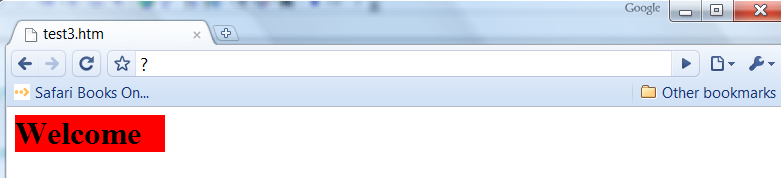 Google
test3.htm
?
Safari Books On...
Other bookmarks
Welcome